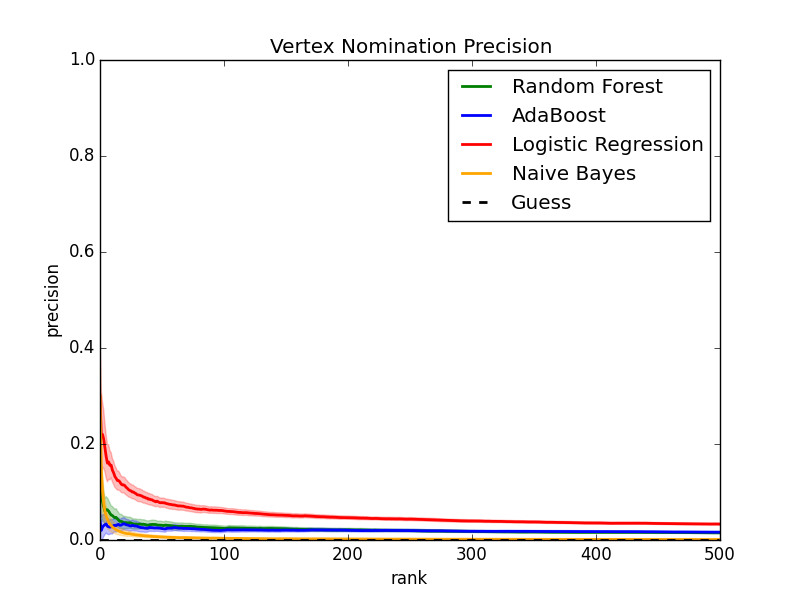 Vertex Nomination Precision
1.0
0.8
0.6
0.4
0.2
0.0
precision
Random Forest
AdaBoost
Logistic Regression
Naive Bayes
Guess
0 100 200 300 400 500
rank